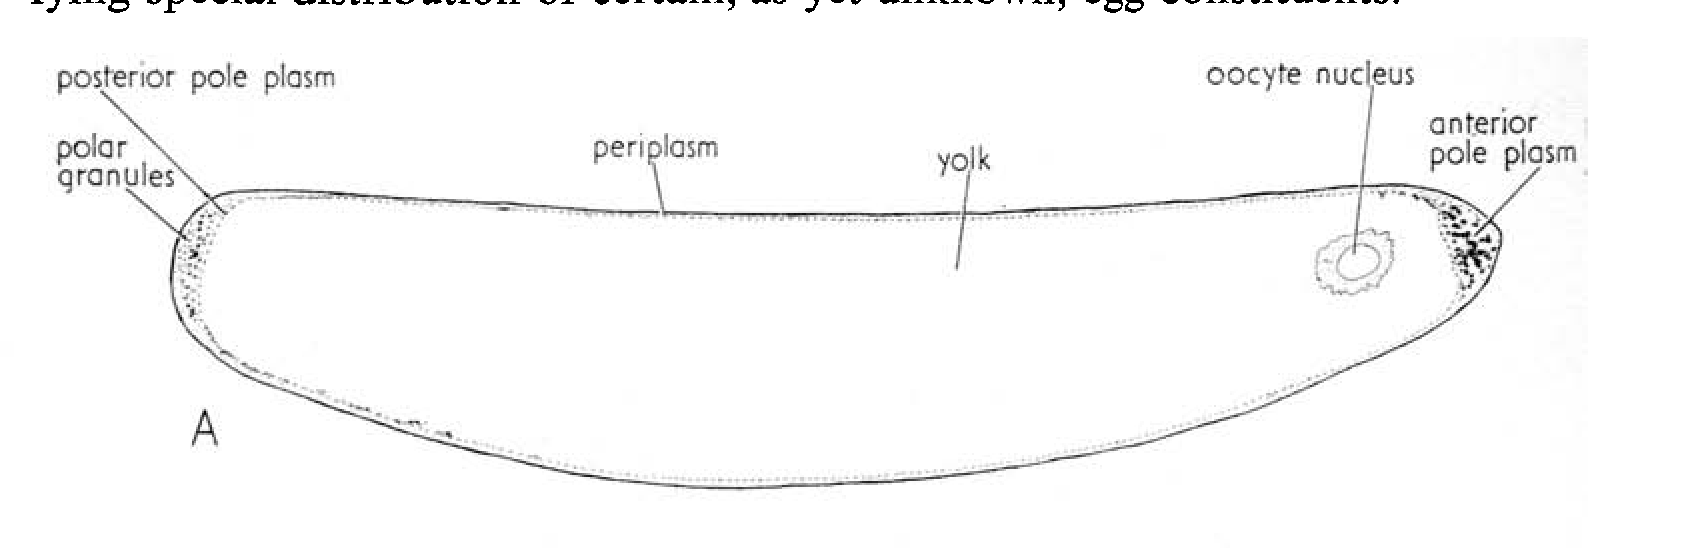 lying special distribution of certain, as yet unknown, egg constituents.
posterior pole plasm
oocyte nucleus
anterior
pole plasm
polar
granules
periplasm
yolk
A